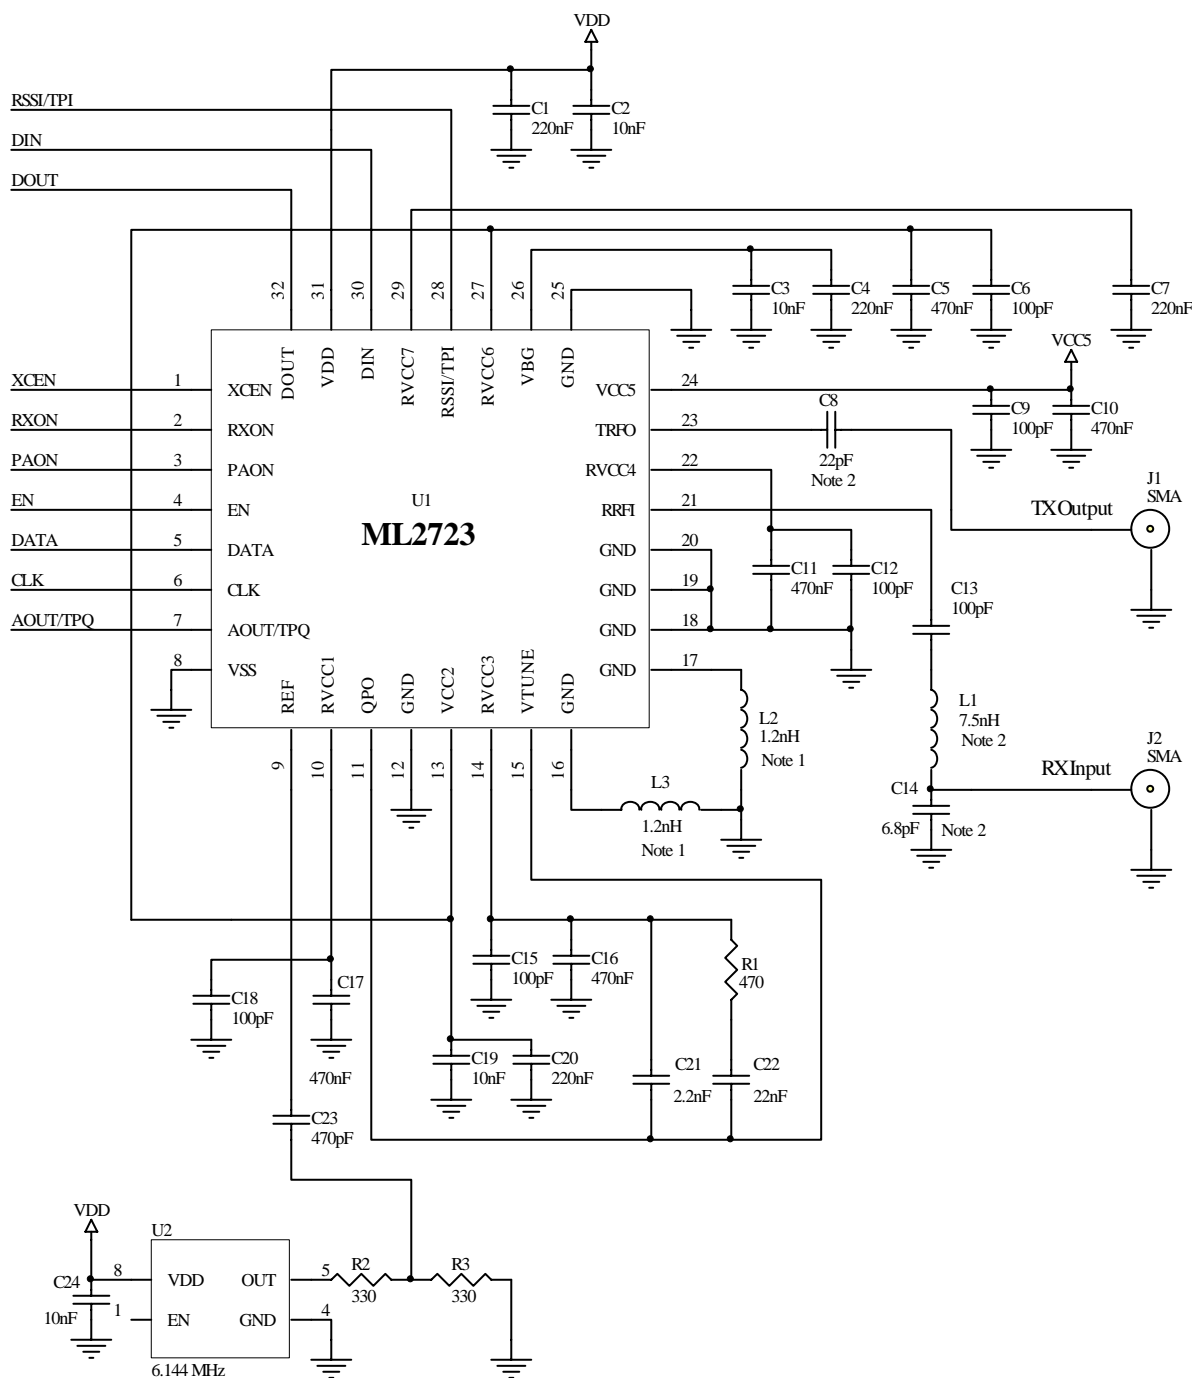 VDD
RSSI/TPI
DIN
DOUT
C1
220nF
C2
10nF
32
31
30
29
28
27
26
25
C3
10nF
C4
220nF
C5
470nF
C6
100pF
C7
220nF
DOUT
VDD
DIN
RVCC7
RSSI/TPI
RVCC6
VBG
GND
VCC5
XCEN
1
XCEN
VCC5
24
C9
100pF
C10
470nF
RXON
2
RXON
TRFO
23
C8
22pF
Note 2
PAON
3
PAON
RVCC4
22
EN
4
EN
U1
ML2723
RRFI
21
TX Output
J1
SMA
DATA
5
DATA
GND
20
CLK
6
CLK
GND
19
C11
470nF
C12
100pF
C13
100pF
AOUT/TPQ
7
AOUT/TPQ
GND
18
8
VSS
GND
17
REF
RVCC1
QPO
GND
VCC2
RVCC3
VTUNE
GND
9
10
11
12
13
14
15
16
L2
1.2nH
Note 1
L1
7.5nH
Note 2
L3
1.2nH
Note 1
RX Input
J2
SMA
C14
6.8pF
Note 2
C15
100pF
C16
470nF
R1
470
C18
100pF
C17
470nF
C19
10nF
C20
220nF
C21
2.2nF
C22
22nF
C23
470pF
VDD
U2
C24
10nF
8
VDD
OUT
5
R2
330
R3
330
1
EN
GND
4
6.144 MHz